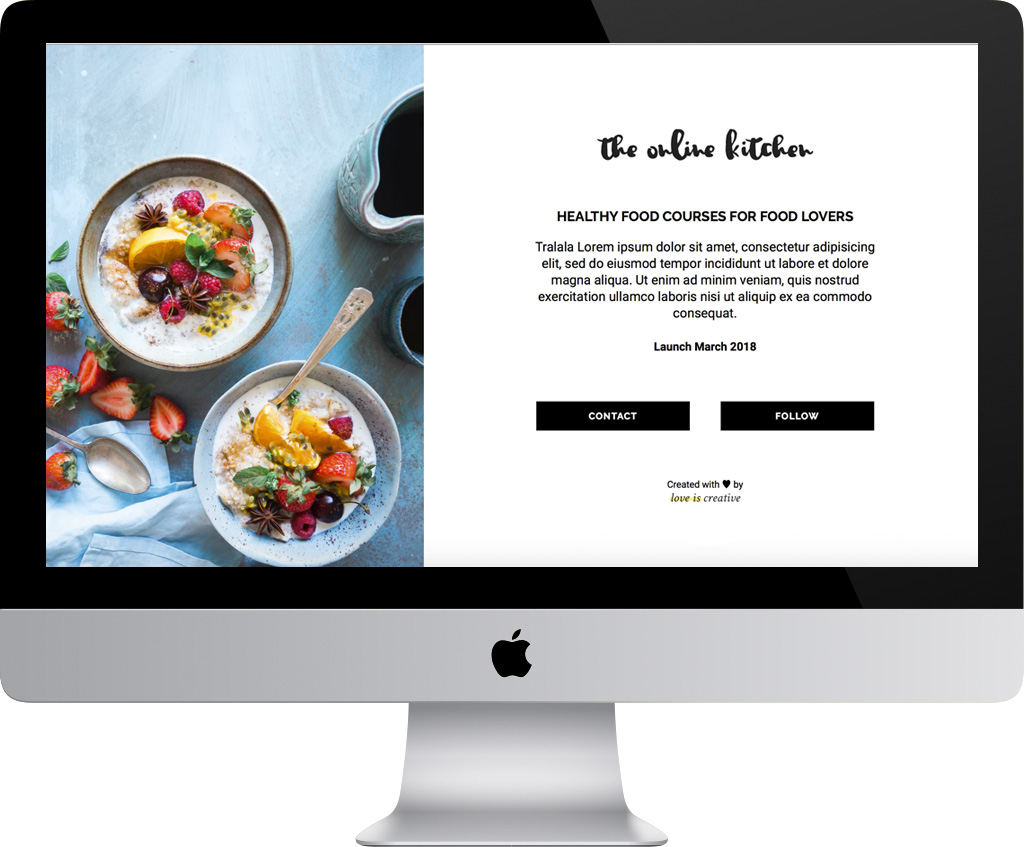 the online kitchen
HEALTHY FOOD COURSES FOR FOOD LOVERS
Tralala Lorem ipsum dolor sit amet, consectetur adipisicing
elit, sed do eiusmod tempor incididunt ut labore et dolore
magna aliqua. Ut enim ad minim veniam, quis nostrud
exercitation ullamco laboris nisi ut aliquip ex ea commodo
consequat.
Launch March 2018
CONTACT
FOLLOW
Created with ♥ by
love is creative